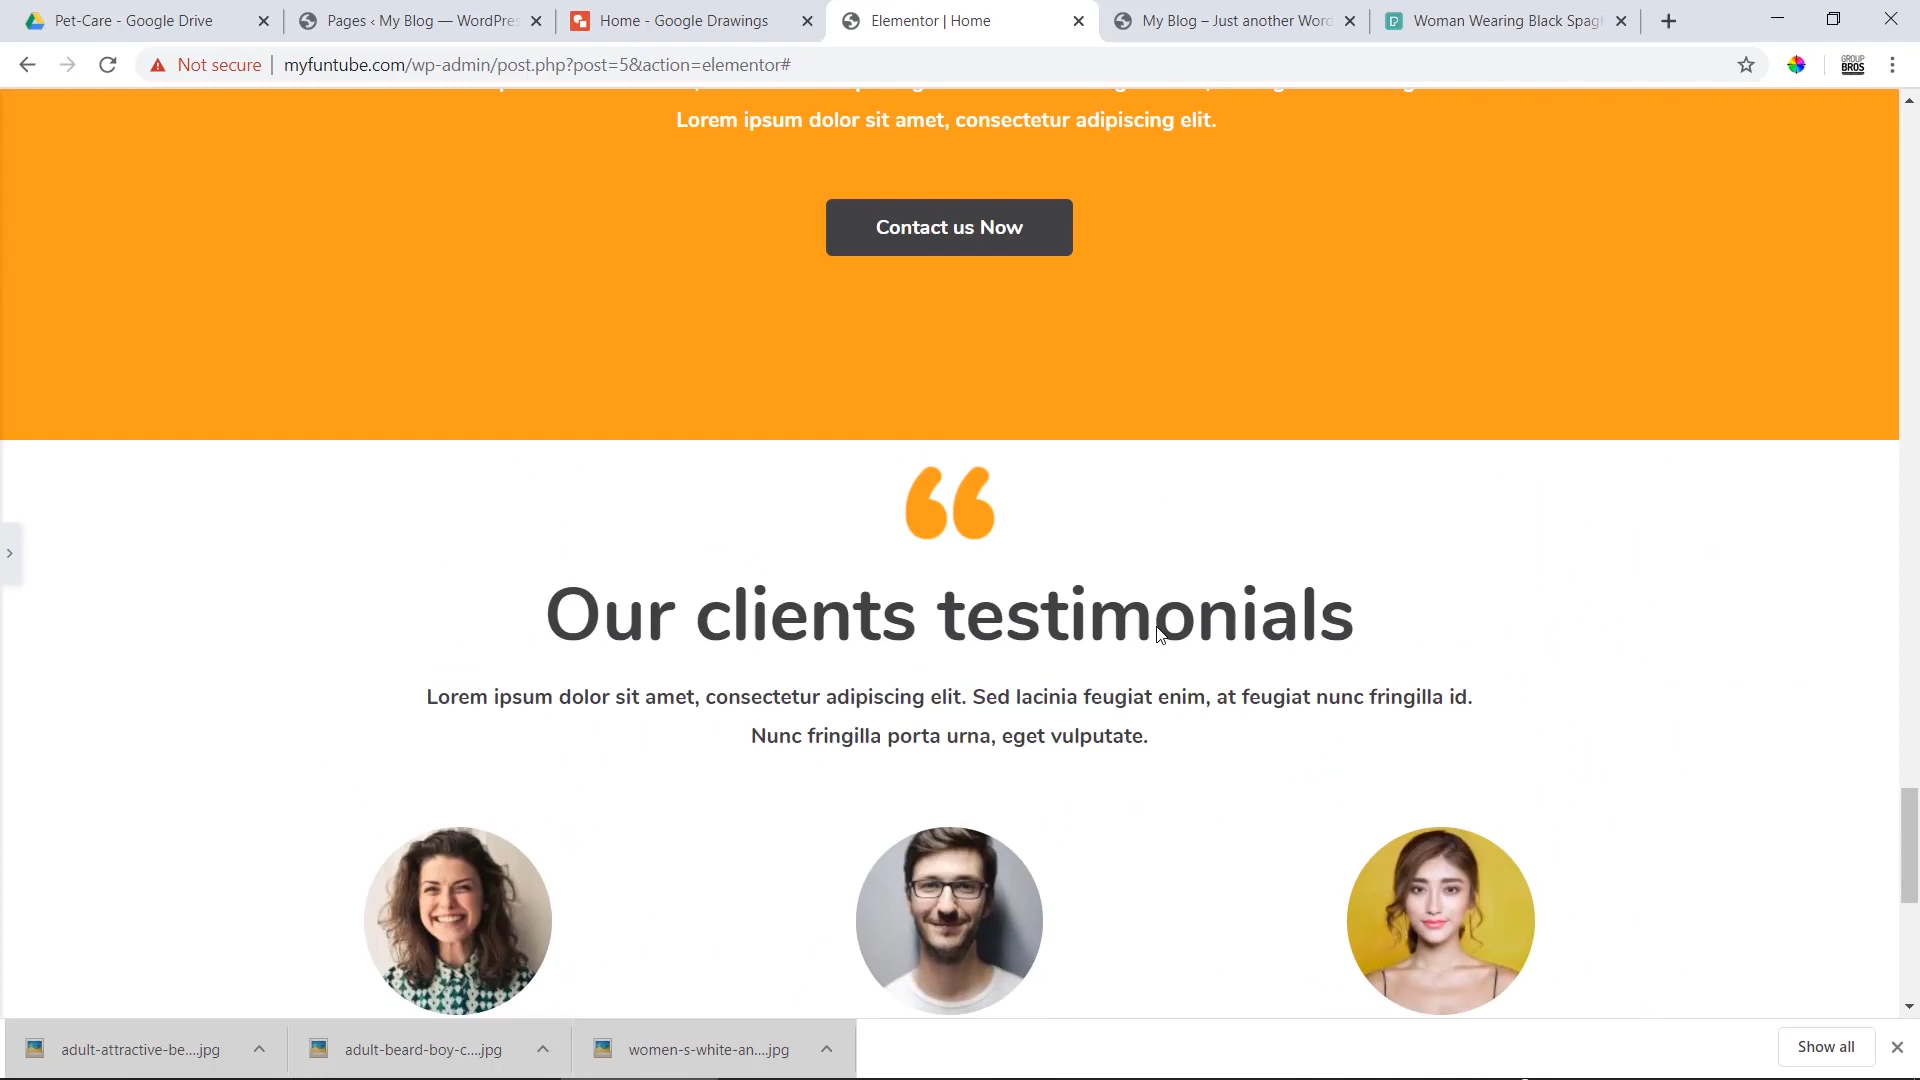 Pet-Care - Google Drive
Pages ‹ My Blog — WordPres
Home - Google Drawings
Elementor | Home
My Blog – Just another Word
Woman Wearing Black Spag
Not secure
myfuntube.com/wp-admin/post.php?post=5&action=elementor#
GROUP
BROS
Lorem ipsum dolor sit amet, consectetur adipiscing elit.
Contact us Now
Our clients testimonials
Lorem ipsum dolor sit amet, consectetur adipiscing elit. Sed lacinia feugiat enim, at feugiat nunc fringilla id.
Nunc fringilla porta urna, eget vulputate.
adult-attractive-be....jpg
adult-beard-boy-c....jpg
women-s-white-an....jpg
Show all